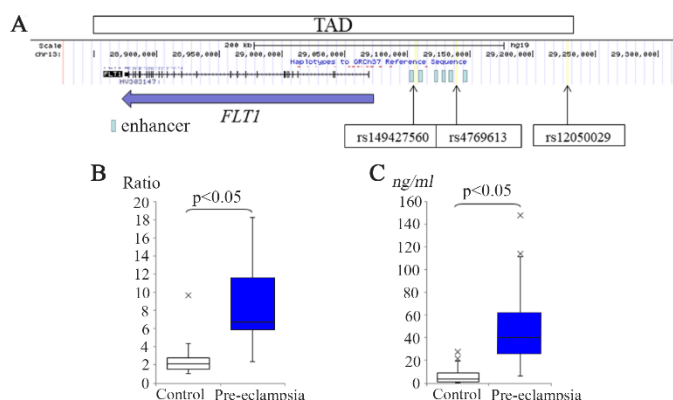 A
TAD
Scale
chr13:
200 kb
hg19
28,900,000
28,950,000
29,000,000
29,050,000
29,100,000
29,150,000
29,200,000
29,250,000
29,300,000
Haplotypes to GRCh37 Reference Sequence
FLT1
FLT1
enhancer
rs149427560
rs4769613
rs12050029
B
Ratio
p<0.05
20
18
16
14
12
10
8
6
4
2
0
Control
Pre-eclampsia
C
ng/ml
p<0.05
160
140
120
100
80
60
40
20
0
Control
Pre-eclampsia